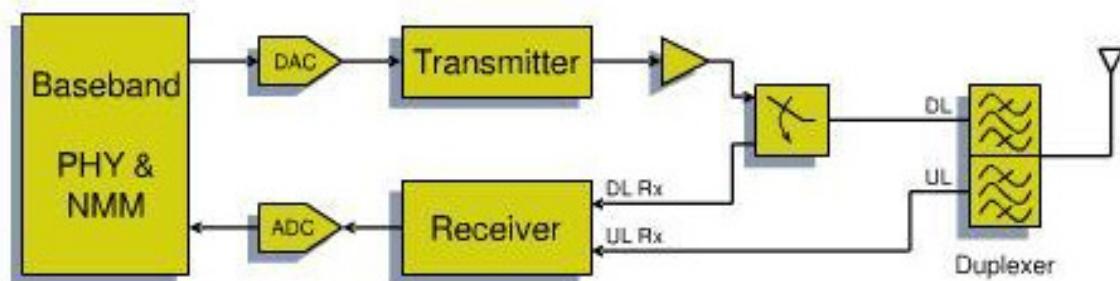 Baseband
PHY &
NMM
DAC
Transmitter
DL
UL
DL Rx
UL Rx
ADC
Receiver
Duplexer